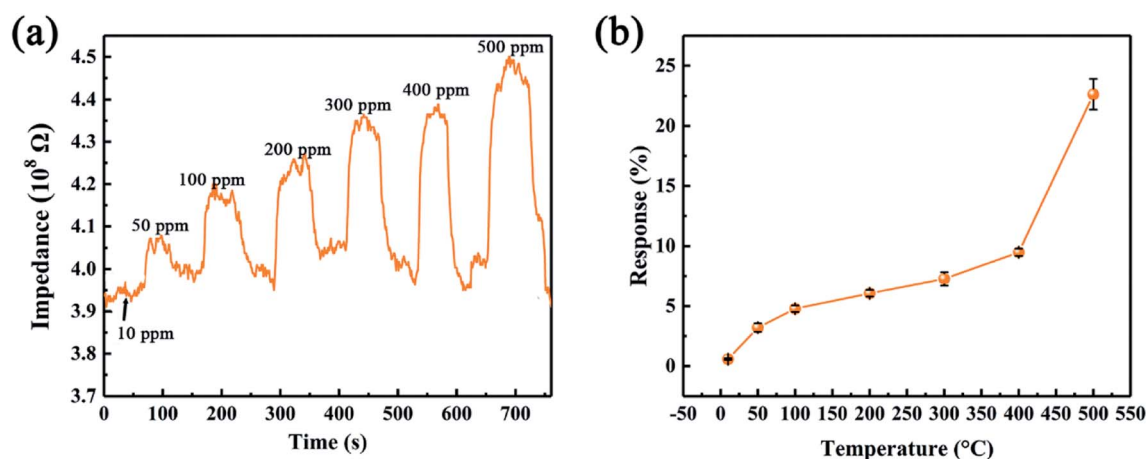 (a)
Impedance (10⁸ Ω)
4.5
4.4
4.3
4.2
4.1
4.0
3.9
3.8
3.7
10 ppm
50 ppm
100 ppm
200 ppm
300 ppm
400 ppm
500 ppm
0 100 200 300 400 500 600 700
Time (s)
(b)
Response (%)
25
20
15
10
5
0
-50 0 50 100 150 200 250 300 350 400 450 500 550
Temperature (°C)